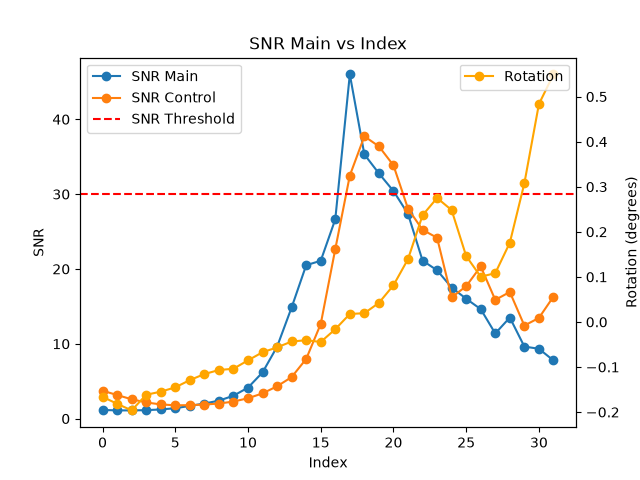 SNR Main vs Index
SNR Main
SNR Control
SNR Threshold
Rotation
SNR
40
30
20
10
0
0.5
0.4
0.3
0.2
0.1
0.0
−0.1
−0.2
Rotation (degrees)
0 5 10 15 20 25 30
Index